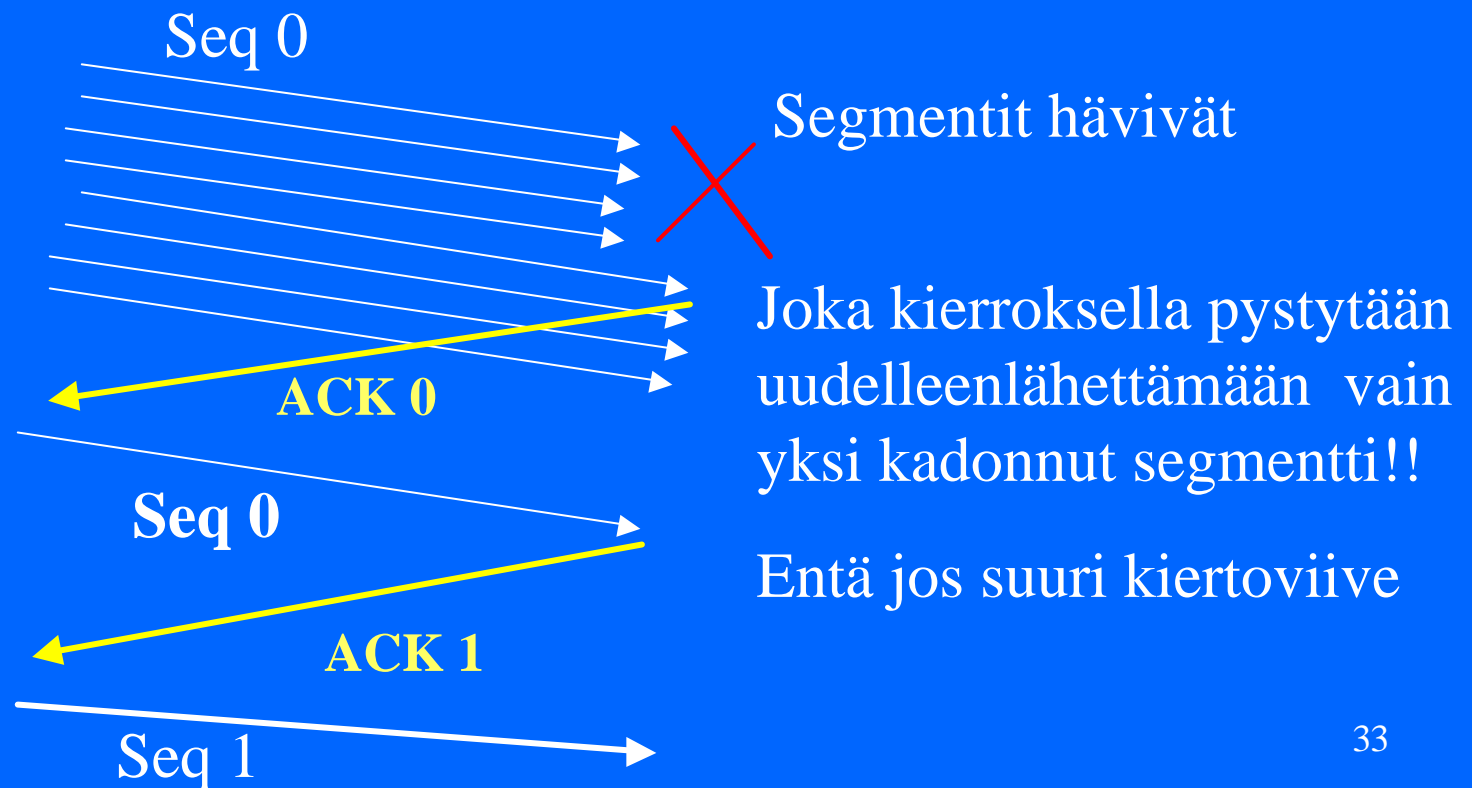 Seq 0
Segmentit hävivät
Joka kierroksella pystytään
uudelleenlähettämään vain
yksi kadonnut segmentti!!
ACK 0
Seq 0
Entä jos suuri kiertoviive
ACK 1
Seq 1
33